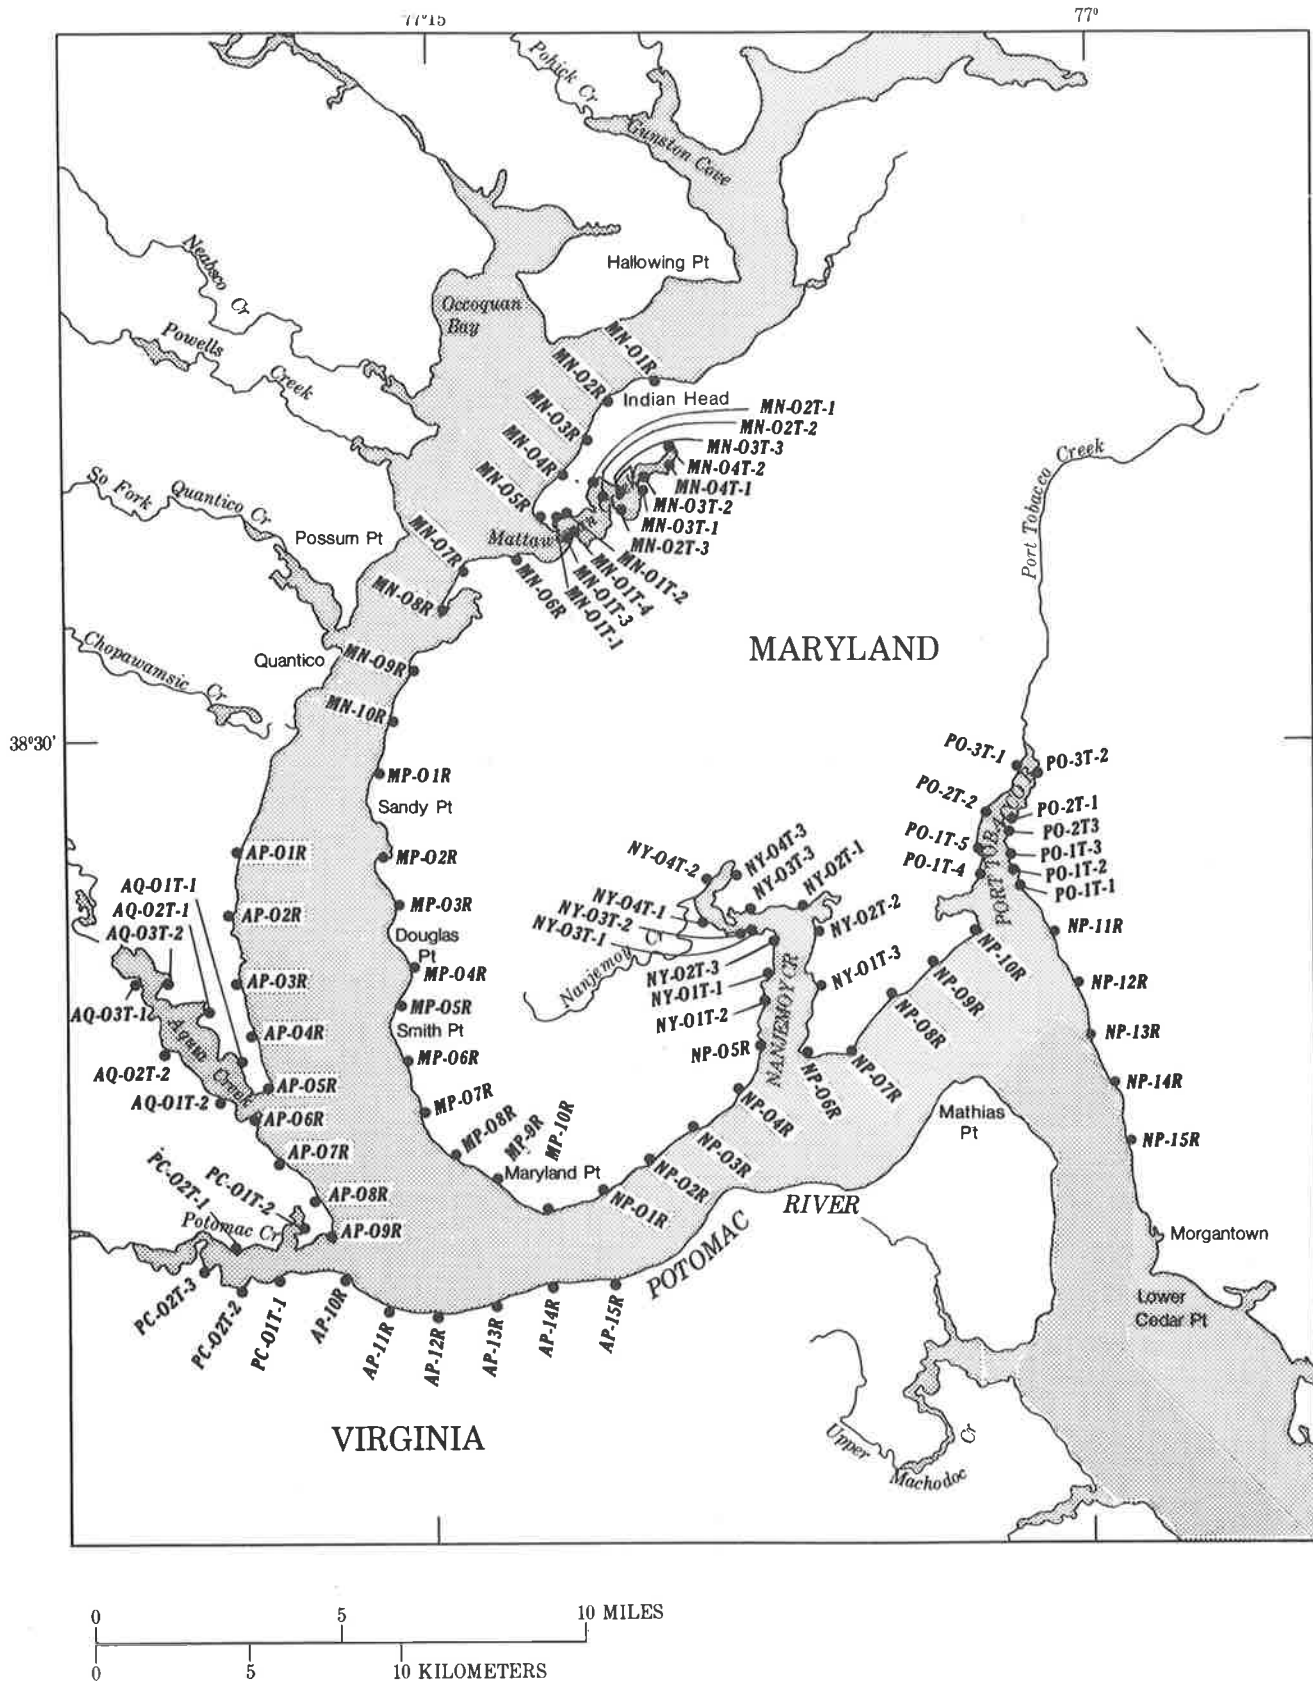 77°15'
77°
Pohick Cr
Gunston Cove
Hallowing Pt
Neabsco Cr
Occoquan
Bay
Powells
Creek
MN-01R
MN-02R
Indian Head
MN-03R
MN-04R
MN-05R
MN-02T-1
MN-02T-2
MN-03T-3
MN-04T-2
MN-04T-1
MN-03T-2
MN-03T-1
MN-02T-3
So Fork
Quantico Cr
Possum Pt
MN-07R
MN-08R
MN-06R
MN-01T-2
MN-01T-4
MN-01T-3
MN-01T-1
Port Tobacco Creek
MARYLAND
Chopawamsic Cr
Quantico
MN-09R
MN-10R
38°30'
MP-01R
Sandy Pt
MP-02R
MP-03R
Douglas
Pt
MP-04R
MP-05R
Smith Pt
MP-06R
MP-07R
MP-08R
MP-9R
MP-10R
Maryland Pt
PO-3T-1
PO-3T-2
PO-2T-2
PORT TOBACCO
PO-2T-1
PO-2T3
PO-1T-5
PO-1T-3
PO-1T-4
PO-1T-2
PO-1T-1
NY-04T-2
NY-04T-3
NY-03T-3
NY-02T-1
NY-04T-1
NY-03T-2
NY-03T-1
NY-02T-2
Nanjemoy Cr
NY-02T-3
NY-01T-3
NY-01T-1
NY-01T-2
NANJEMOY CR
NP-05R
NP-11R
NP-10R
NP-12R
NP-09R
NP-08R
NP-13R
NP-07R
NP-06R
NP-14R
NP-04R
NP-15R
NP-03R
NP-02R
NP-01R
Mathias
Pt
AP-01R
AQ-01T-1
AQ-02T-1
AQ-03T-2
AP-02R
AP-03R
AQ-03T-1
Aquia Creek
AP-04R
AQ-02T-2
AQ-01T-2
AP-05R
AP-06R
AP-07R
PC-02T-1
PC-01T-2
AP-08R
Potomac Cr
AP-09R
PC-02T-3
PC-02T-2
PC-01T-1
AP-10R
AP-11R
AP-12R
AP-13R
AP-14R
AP-15R
POTOMAC
RIVER
Morgantown
Lower
Cedar Pt
VIRGINIA
Upper
Machodoc
Cr
0 5 10 MILES
0 5 10 KILOMETERS